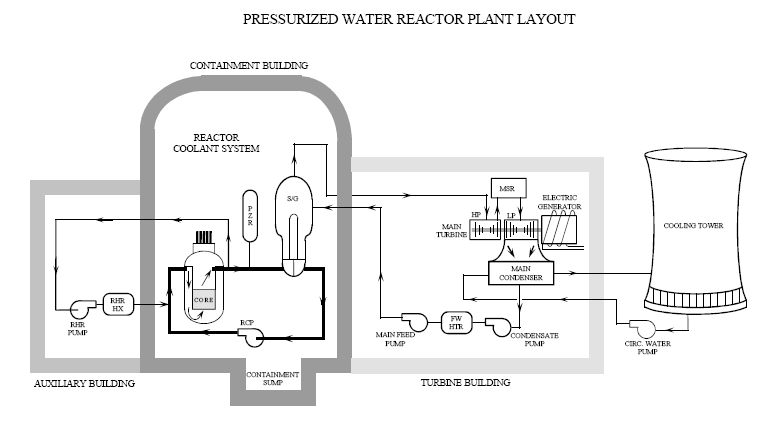 PRESSURIZED WATER REACTOR PLANT LAYOUT
CONTAINMENT BUILDING
REACTOR
COOLANT SYSTEM
S/G
P
Z
R
MSR
ELECTRIC
GENERATOR
HP
LP
MAIN
TURBINE
COOLING TOWER
MAIN
CONDENSER
CORE
RHR
HX
RHR
PUMP
RCP
FW
HTR
MAIN FEED
PUMP
CONDENSATE
PUMP
CIRC. WATER
PUMP
CONTAINMENT
SUMP
AUXILIARY BUILDING
TURBINE BUILDING